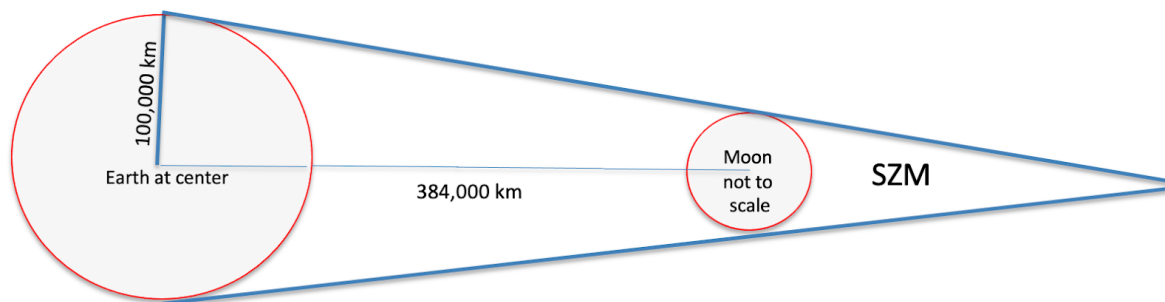 100,000 km
Earth at center
384,000 km
Moon
not to
scale
SZM